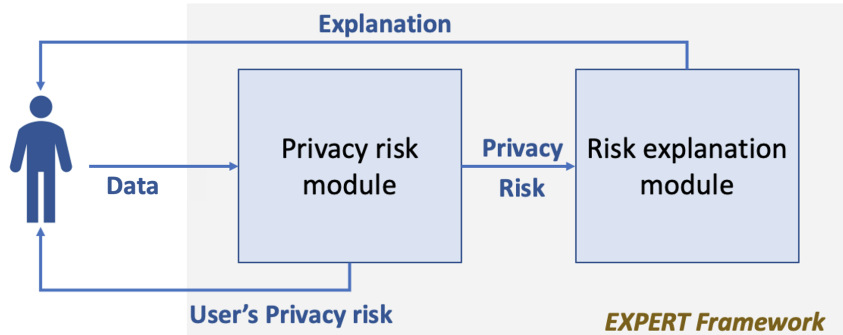 Explanation
Privacy risk
module
Privacy
Risk
Risk explanation
module
Data
User's Privacy risk
EXPERT Framework